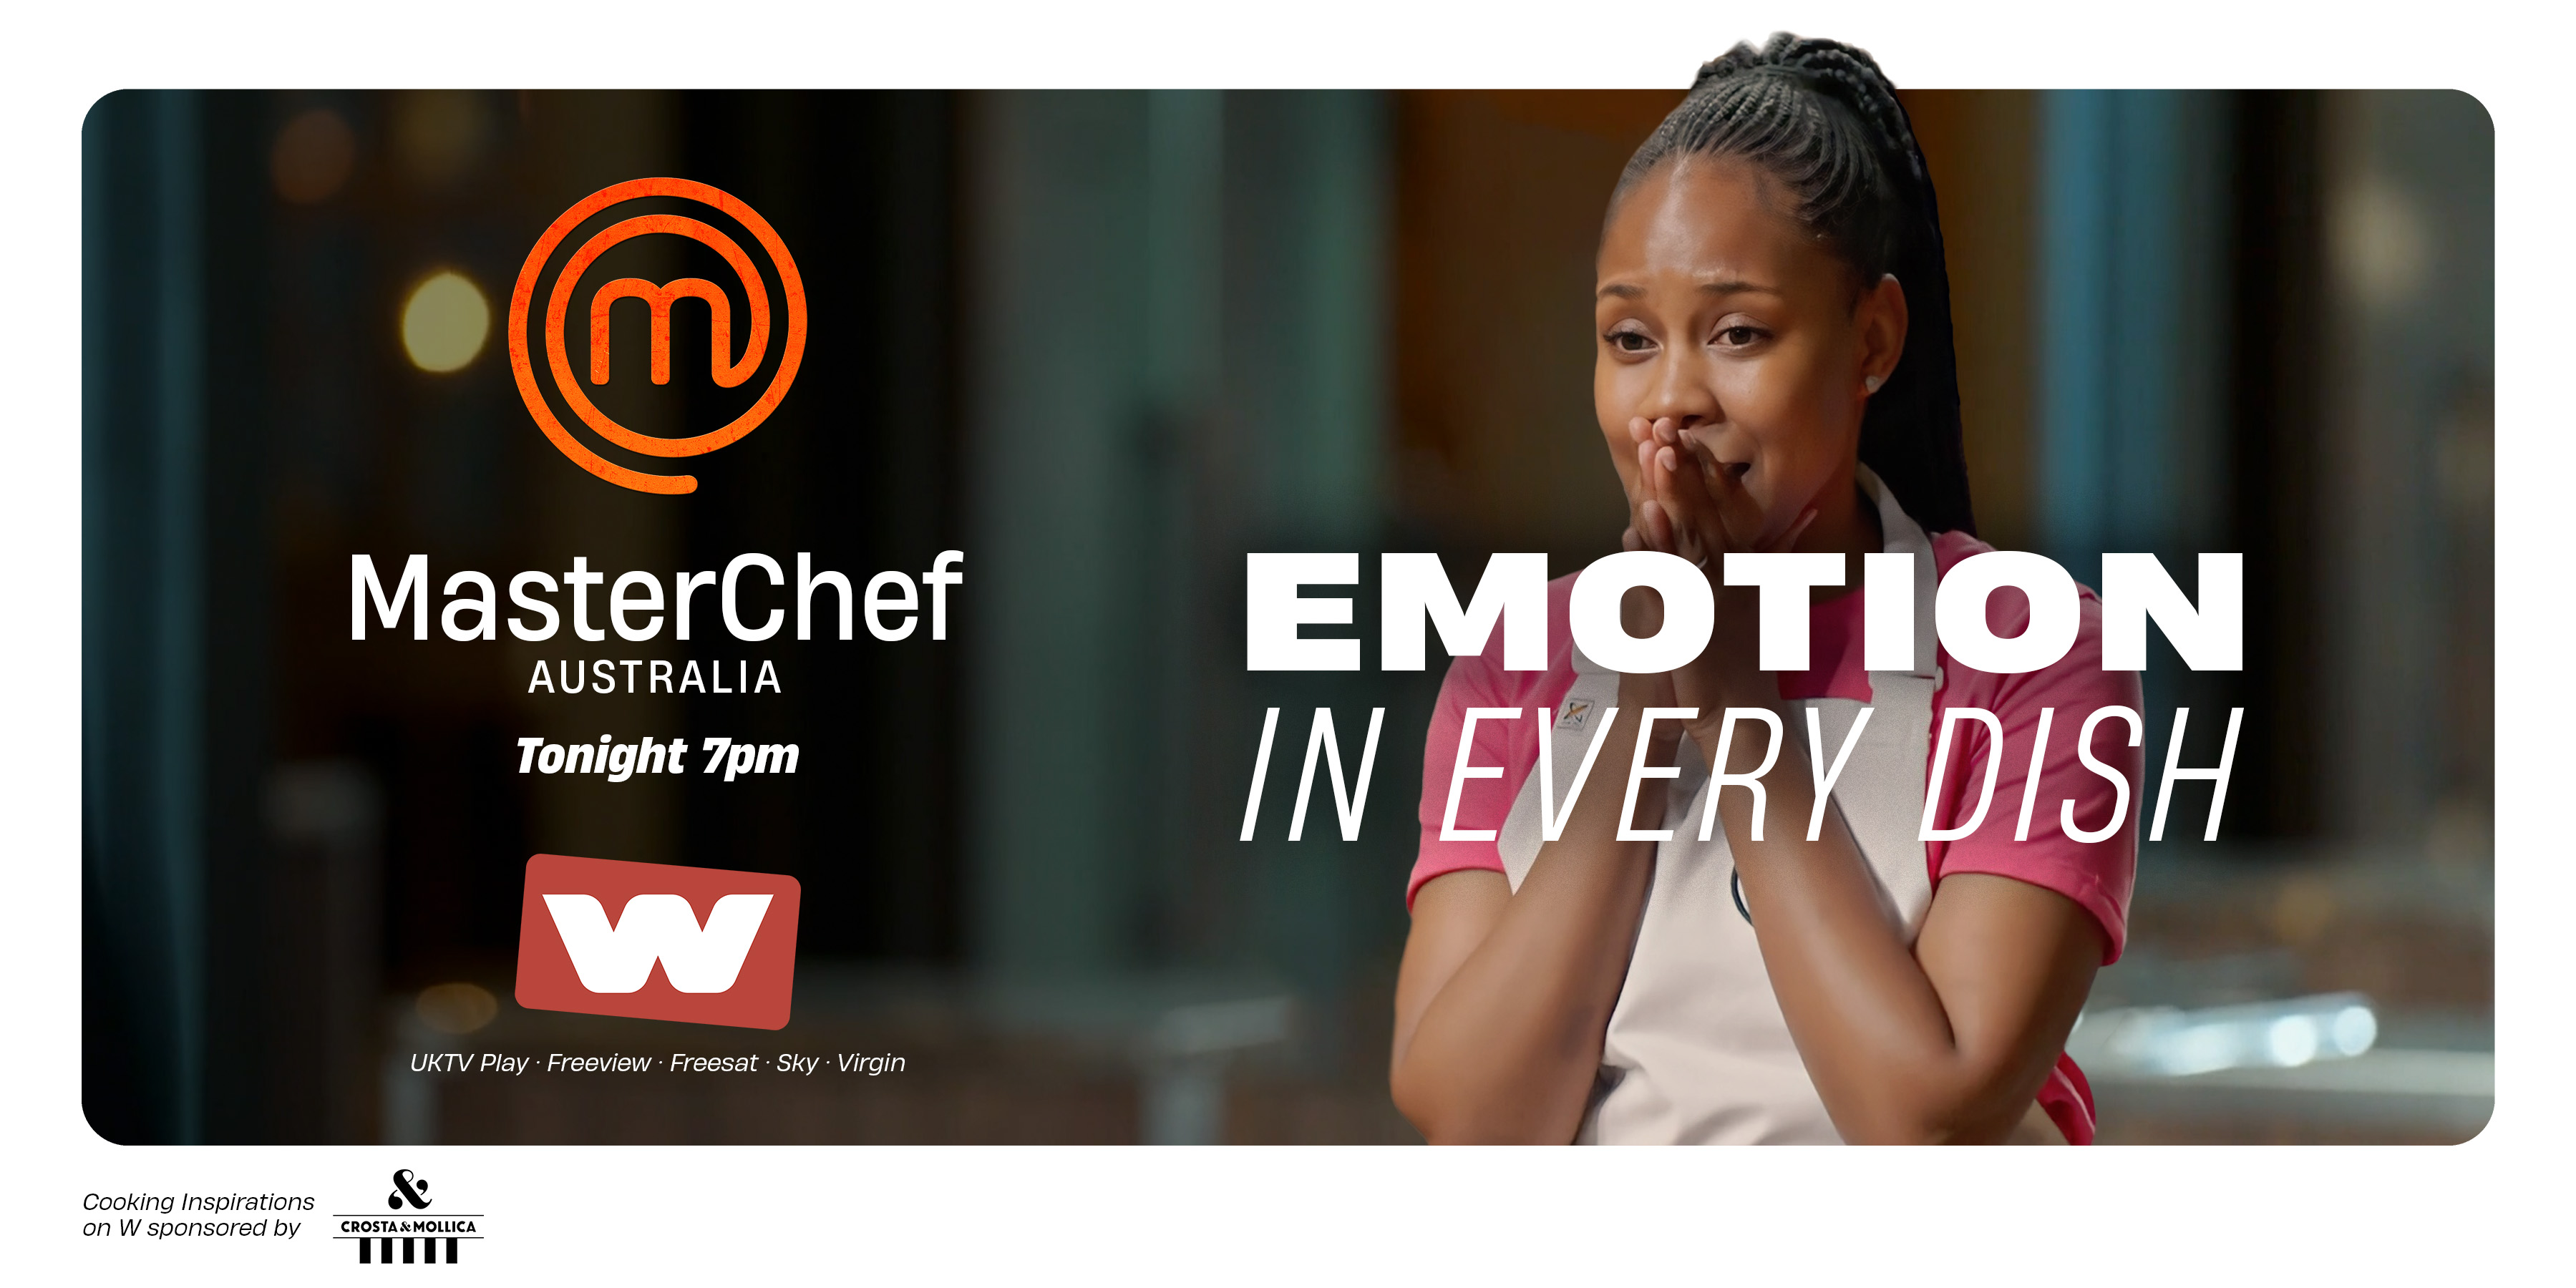 m
MasterChef
AUSTRALIA
Tonight 7pm
W
UKTV Play · Freeview · Freesat · Sky · Virgin
EMOTION
IN EVERY DISH
Cooking Inspirations
on W sponsored by
&
CROSTA & MOLLICA